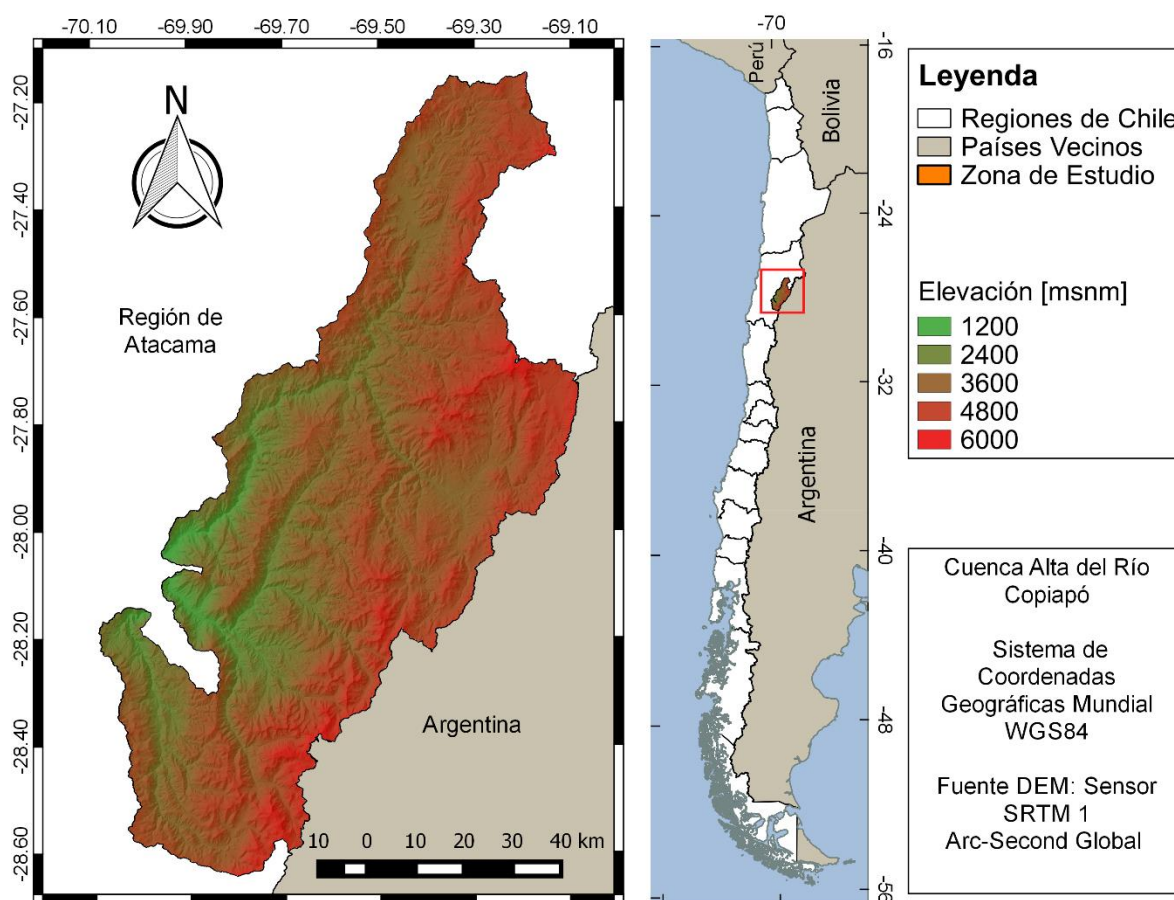 -70.10 -69.90 -69.70 -69.50 -69.30 -69.10
-27.20
-27.40
-27.60
-27.80
-28.00
-28.20
-28.40
-28.60
N
Región de
Atacama
Argentina
10 0 10 20 30 40 km
-70
-16
-24
-32
-40
-48
-56
Perú
Bolivia
Argentina
Leyenda
Regiones de Chile
Países Vecinos
Zona de Estudio
Elevación [msnm]
1200
2400
3600
4800
6000
Cuenca Alta del Río
Copiapó
Sistema de
Coordenadas
Geográficas Mundial
WGS84
Fuente DEM: Sensor
SRTM 1
Arc-Second Global